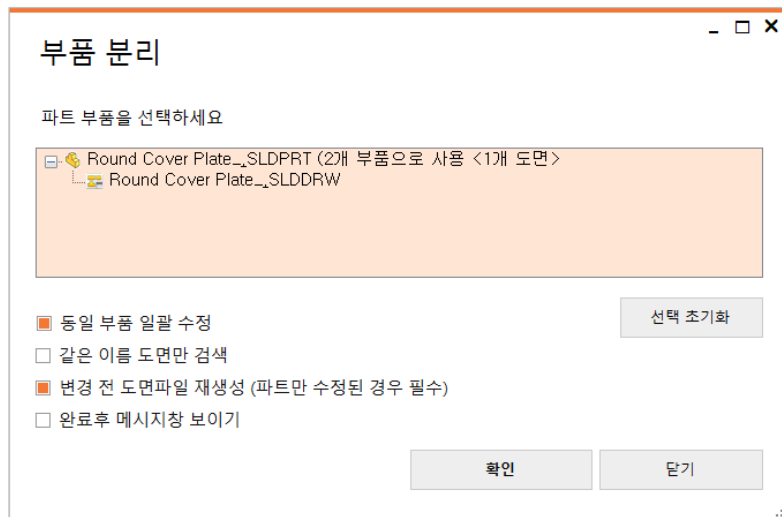 부품 분리
파트 부품을 선택하세요
Round Cover Plate_.SLDPRT (2개 부품으로 사용 <1개 도면>
Round Cover Plate_.SLDDRW
선택 초기화
동일 부품 일괄 수정
같은 이름 도면만 검색
변경 전 도면파일 재생성 (파트만 수정된 경우 필수)
완료후 메시지창 보이기
확인
닫기